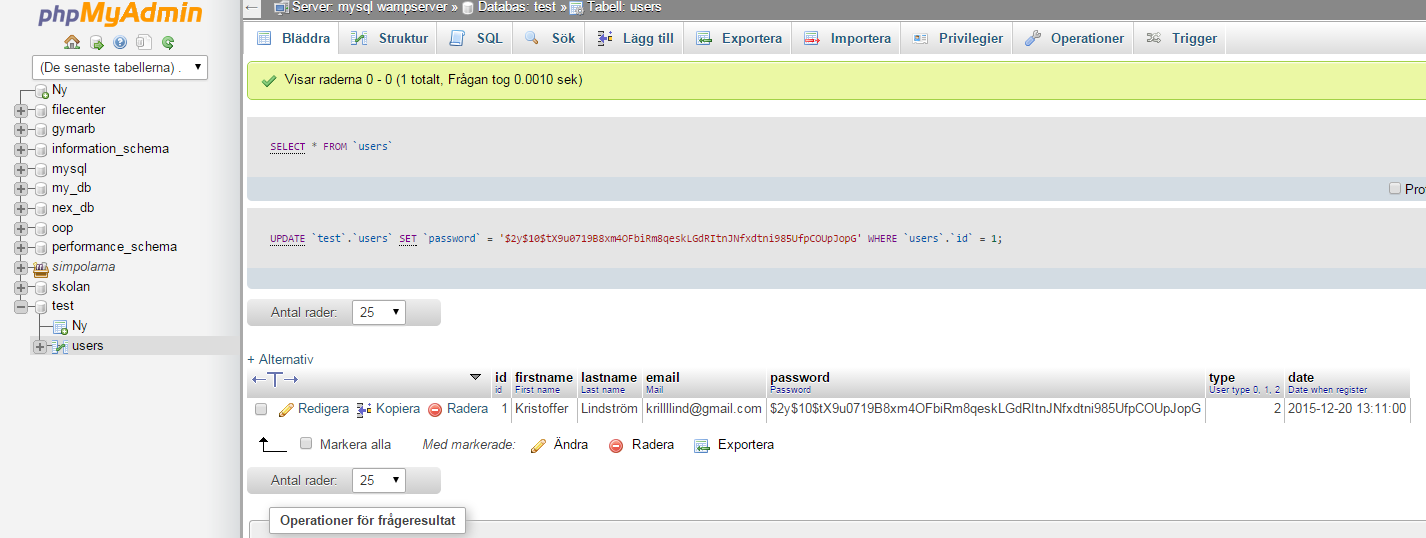 phpMyAdmin
(De senaste tabellerna) .
Ny
filecenter
gymarb
information_schema
mysql
my_db
nex_db
oop
performance_schema
simpolarna
skolan
test
Ny
users
Server: mysql wampserver » Databas: test » Tabell: users
Bläddra Struktur SQL Sök Lägg till Exportera Importera Privilegier Operationer Trigger
Visar raderna 0 - 0 (1 totalt, Frågan tog 0.0010 sek)
SELECT * FROM `users`
Pro
UPDATE `test`.`users` SET `password` = '$2y$10$tX9u0719B8xm4OFbiRm8qeskLGdRItnJNfxdtni985UfpCOUpJopG' WHERE `users`.`id` = 1;
Antal rader: 25
+ Alternativ
id firstname lastname email password type date
id First name Last name Mail Password User type 0, 1, 2 Date when register
Redigera Kopiera Radera 1 Kristoffer Lindström krillllind@gmail.com $2y$10$tX9u0719B8xm4OFbiRm8qeskLGdRItnJNfxdtni985UfpCOUpJopG 2 2015-12-20 13:11:00
Markera alla Med markerade: Ändra Radera Exportera
Antal rader: 25
Operationer för frågeresultat